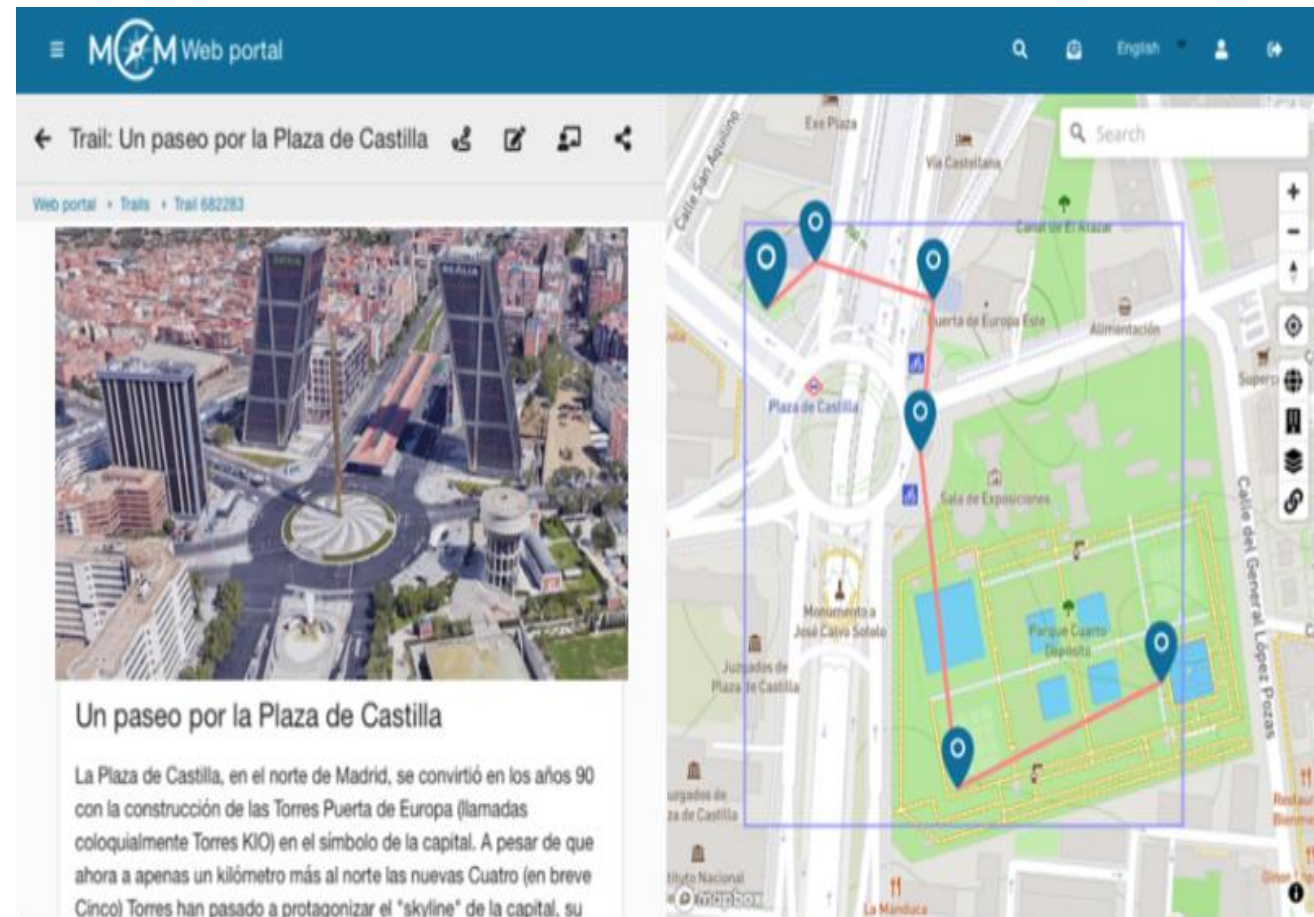 MCM Web portal
English
Trail: Un paseo por la Plaza de Castilla
Web portal › Trails › Trail 682283
Un paseo por la Plaza de Castilla
La Plaza de Castilla, en el norte de Madrid, se convirtió en los años 90
con la construcción de las Torres Puerta de Europa (llamadas
coloquialmente Torres KIO) en el símbolo de la capital. A pesar de que
ahora a apenas un kilómetro más al norte las nuevas Cuatro (en breve
Cinco) Torres han pasado a protagonizar el "skyline" de la capital, su
Search
Exe Plaza
Vía Castellana
Calle San Aquilino
Canal de El Atazar
Puerta de Europa Este
Alimentación
Plaza de Castilla
Sala de Exposiciones
Calle del General López Pozas
Monumento a
José Calvo Sotelo
Parque Cuarto
Depósito
Juzgados de
Plaza de Castilla
mapbox
La Manduca
REALIA